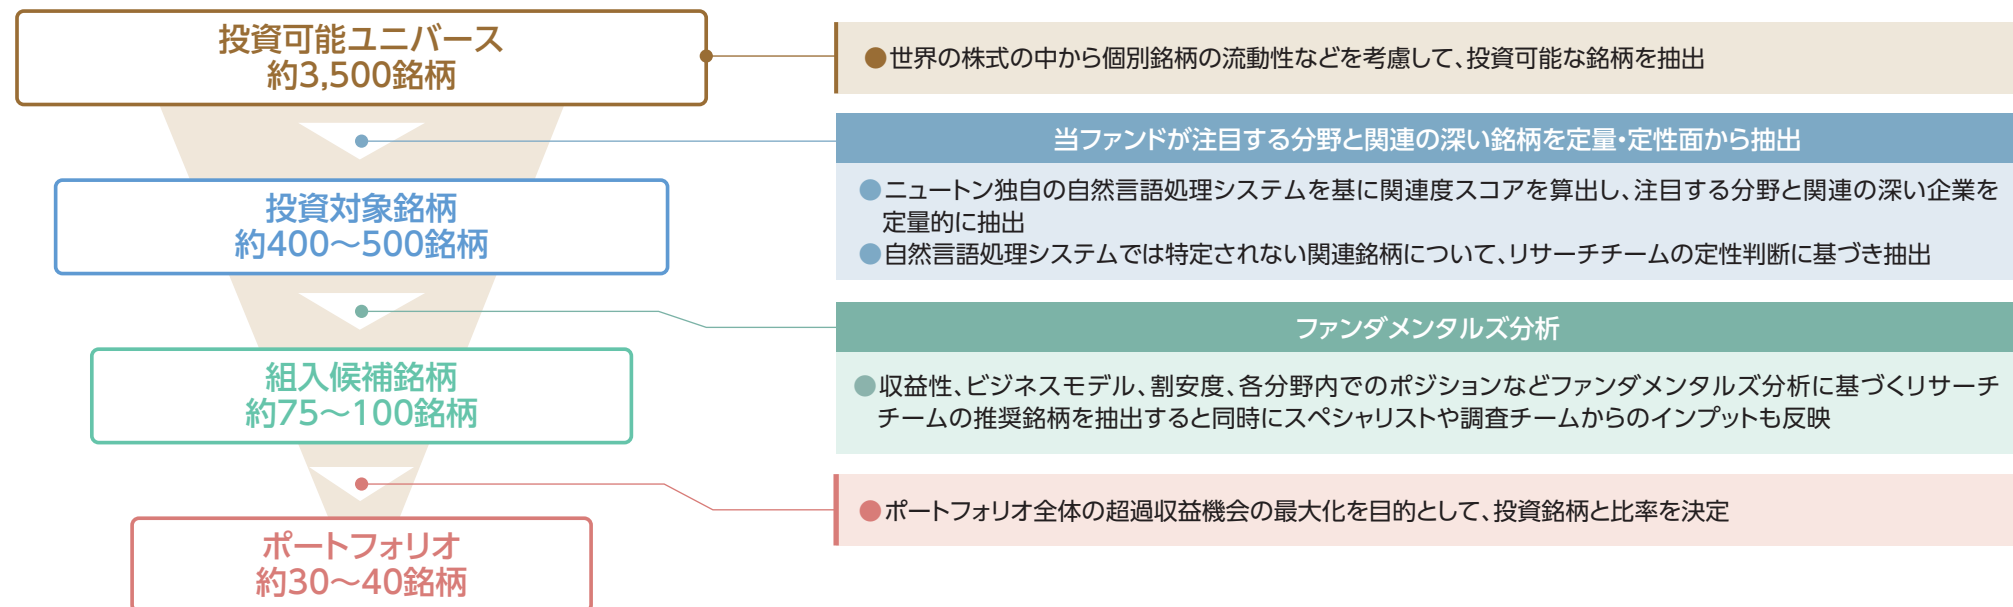 投資可能ユニバース
約3,500銘柄
●世界の株式の中から個別銘柄の流動性などを考慮して、投資可能な銘柄を抽出
当ファンドが注目する分野と関連の深い銘柄を定量・定性面から抽出
●ニュートン独自の自然言語処理システムを基に関連度スコアを算出し、注目する分野と関連の深い企業を
定量的に抽出
●自然言語処理システムでは特定されない関連銘柄について、リサーチチームの定性判断に基づき抽出
投資対象銘柄
約400～500銘柄
ファンダメンタルズ分析
●収益性、ビジネスモデル、割安度、各分野内でのポジションなどファンダメンタルズ分析に基づくリサーチ
チームの推奨銘柄を抽出すると同時にスペシャリストや調査チームからのインプットも反映
組入候補銘柄
約75～100銘柄
●ポートフォリオ全体の超過収益機会の最大化を目的として、投資銘柄と比率を決定
ポートフォリオ
約30～40銘柄